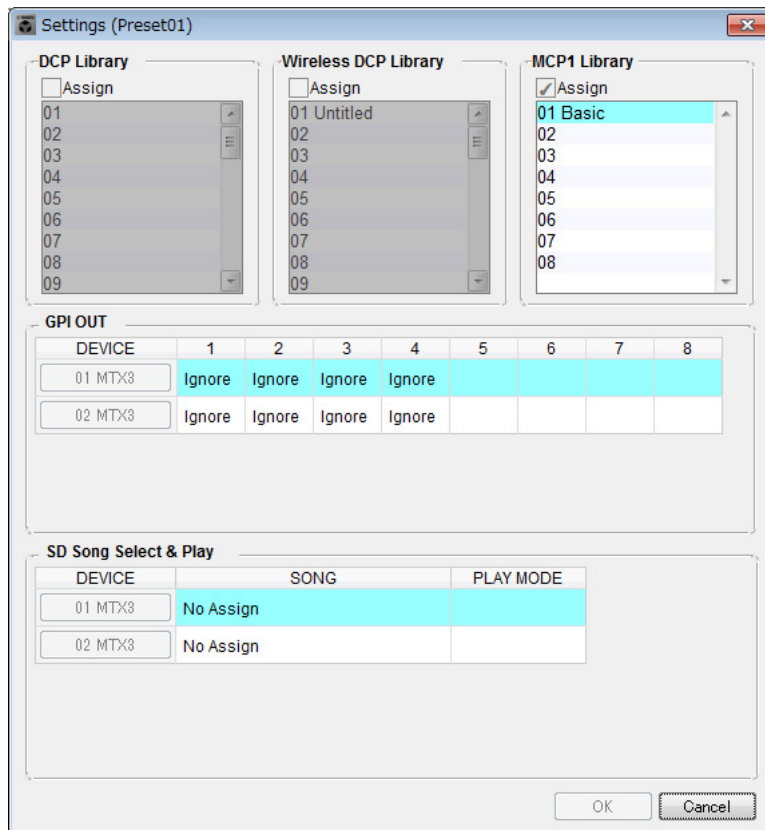 Settings (Preset01)
DCP Library
Assign
01
02
03
04
05
06
07
08
09
Wireless DCP Library
Assign
01 Untitled
02
03
04
05
06
07
08
09
MCP1 Library
Assign
01 Basic
02
03
04
05
06
07
08
GPI OUT
DEVICE 1 2 3 4 5 6 7 8
01 MTX3 Ignore Ignore Ignore Ignore
02 MTX3 Ignore Ignore Ignore Ignore
SD Song Select & Play
DEVICE SONG PLAY MODE
01 MTX3 No Assign
02 MTX3 No Assign
OK Cancel